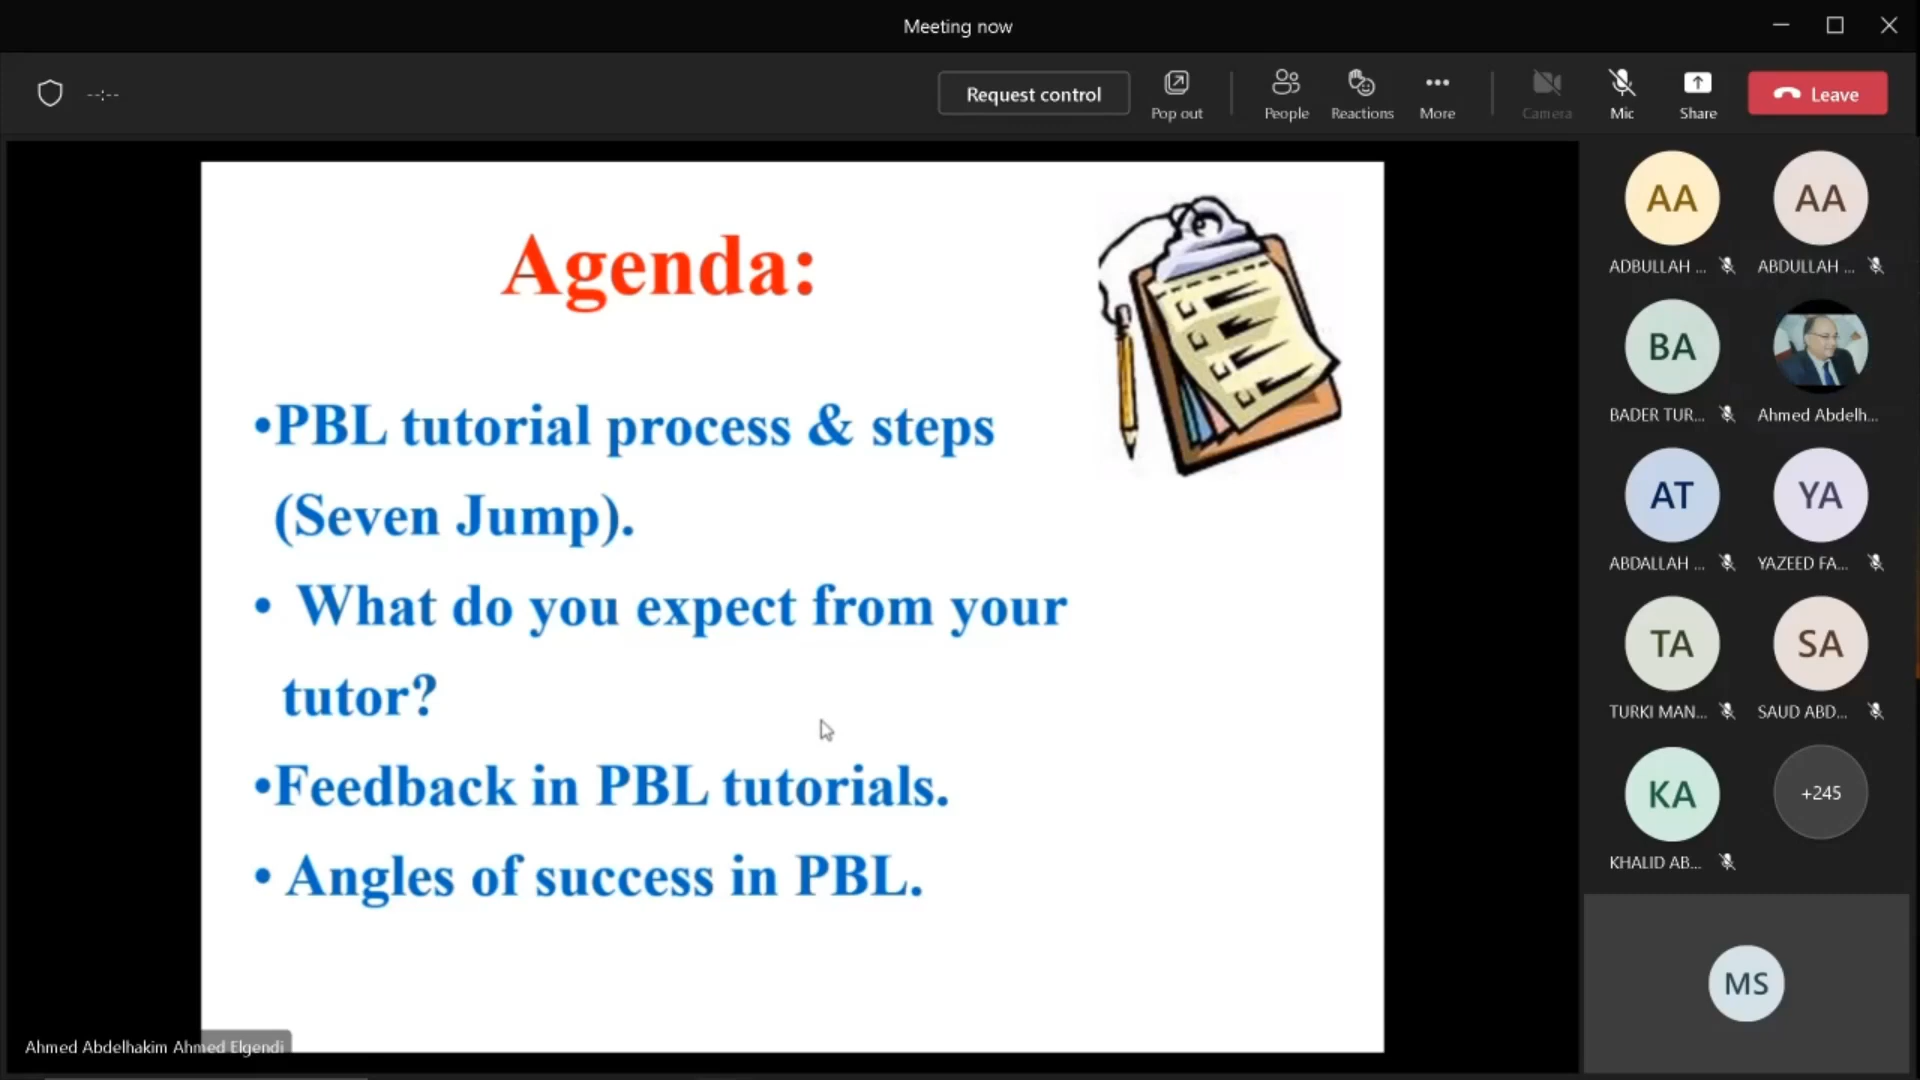 Meeting now
--:--
Request control
Pop out
People
Reactions
More
Camera
Mic
Share
Leave
Agenda:
•PBL tutorial process & steps
(Seven Jump).
• What do you expect from your
tutor?
•Feedback in PBL tutorials.
• Angles of success in PBL.
Ahmed Abdelhakim Ahmed Elgendi
AA
AA
ADBULLAH ...
ABDULLAH ...
BA
BADER TUR...
Ahmed Abdelh...
AT
YA
ABDALLAH ...
YAZEED FA...
TA
SA
TURKI MAN...
SAUD ABD...
KA
+245
KHALID AB...
MS